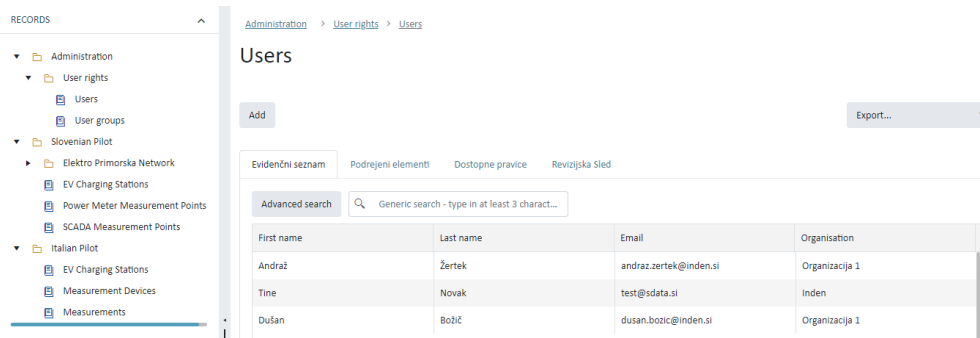 RECORDS
Administration
User rights
Users
User groups
Slovenian Pilot
Elektro Primorska Network
EV Charging Stations
Power Meter Measurement Points
SCADA Measurement Points
Italian Pilot
EV Charging Stations
Measurement Devices
Measurements
Administration > User rights > Users
Users
Add
Export...
Evidenčni seznam Podrejeni elementi Dostopne pravice Revizijska Sled
Advanced search Generic search - type in at least 3 charact...
First name Last name Email Organisation
Andraž Žertek andraz.zertek@inden.si Organizacija 1
Tine Novak test@sdata.si Inden
Dušan Božič dusan.bozic@inden.si Organizacija 1